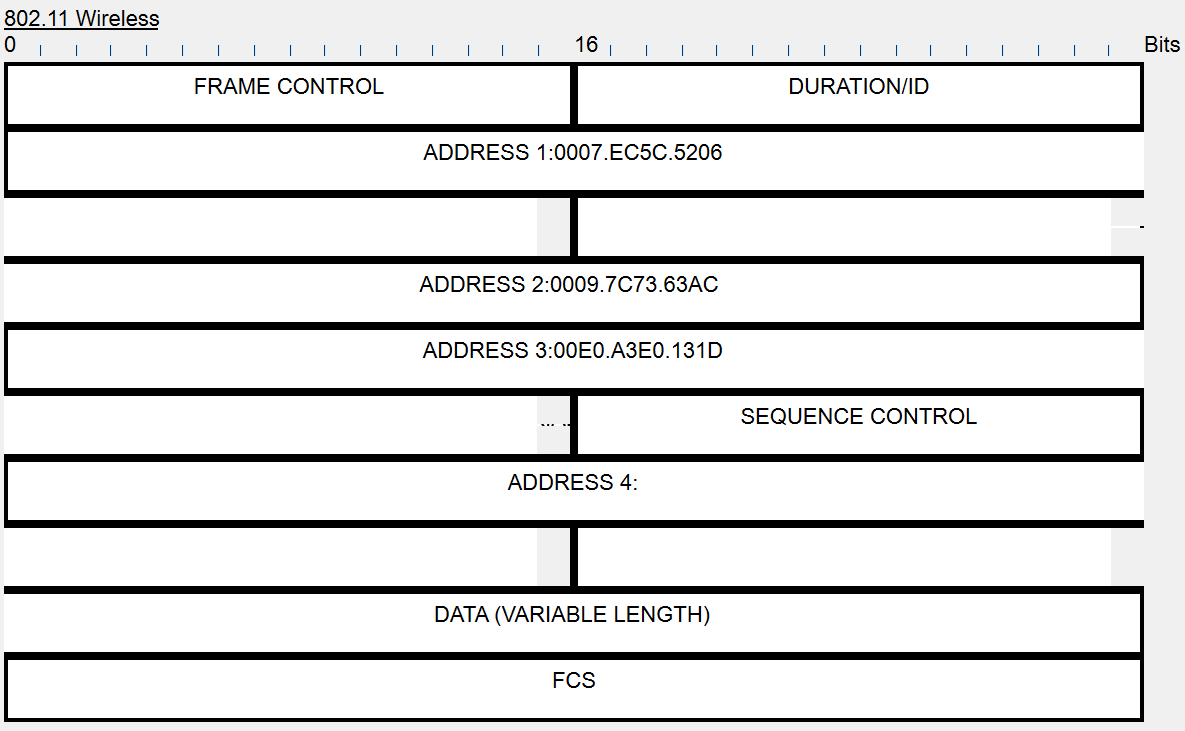 802.11 Wireless
0 16 Bits
FRAME CONTROL DURATION/ID
ADDRESS 1:0007.EC5C.5206
ADDRESS 2:0009.7C73.63AC
ADDRESS 3:00E0.A3E0.131D
... .. SEQUENCE CONTROL
ADDRESS 4:
DATA (VARIABLE LENGTH)
FCS